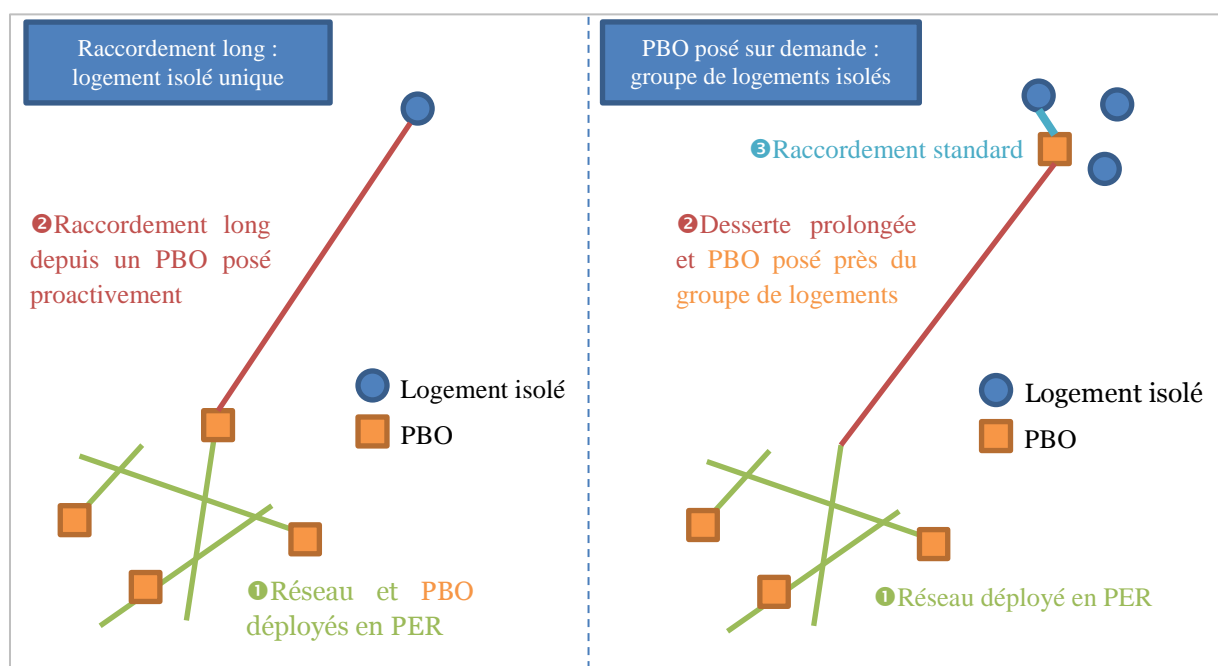 Raccordement long :
logement isolé unique
❷Raccordement long
depuis un PBO posé
proactivement
Logement isolé
PBO
❶Réseau et PBO
déployés en PER
PBO posé sur demande :
groupe de logements isolés
❸Raccordement standard
❷Desserte prolongée
et PBO posé près du
groupe de logements
Logement isolé
PBO
❶Réseau déployé en PER